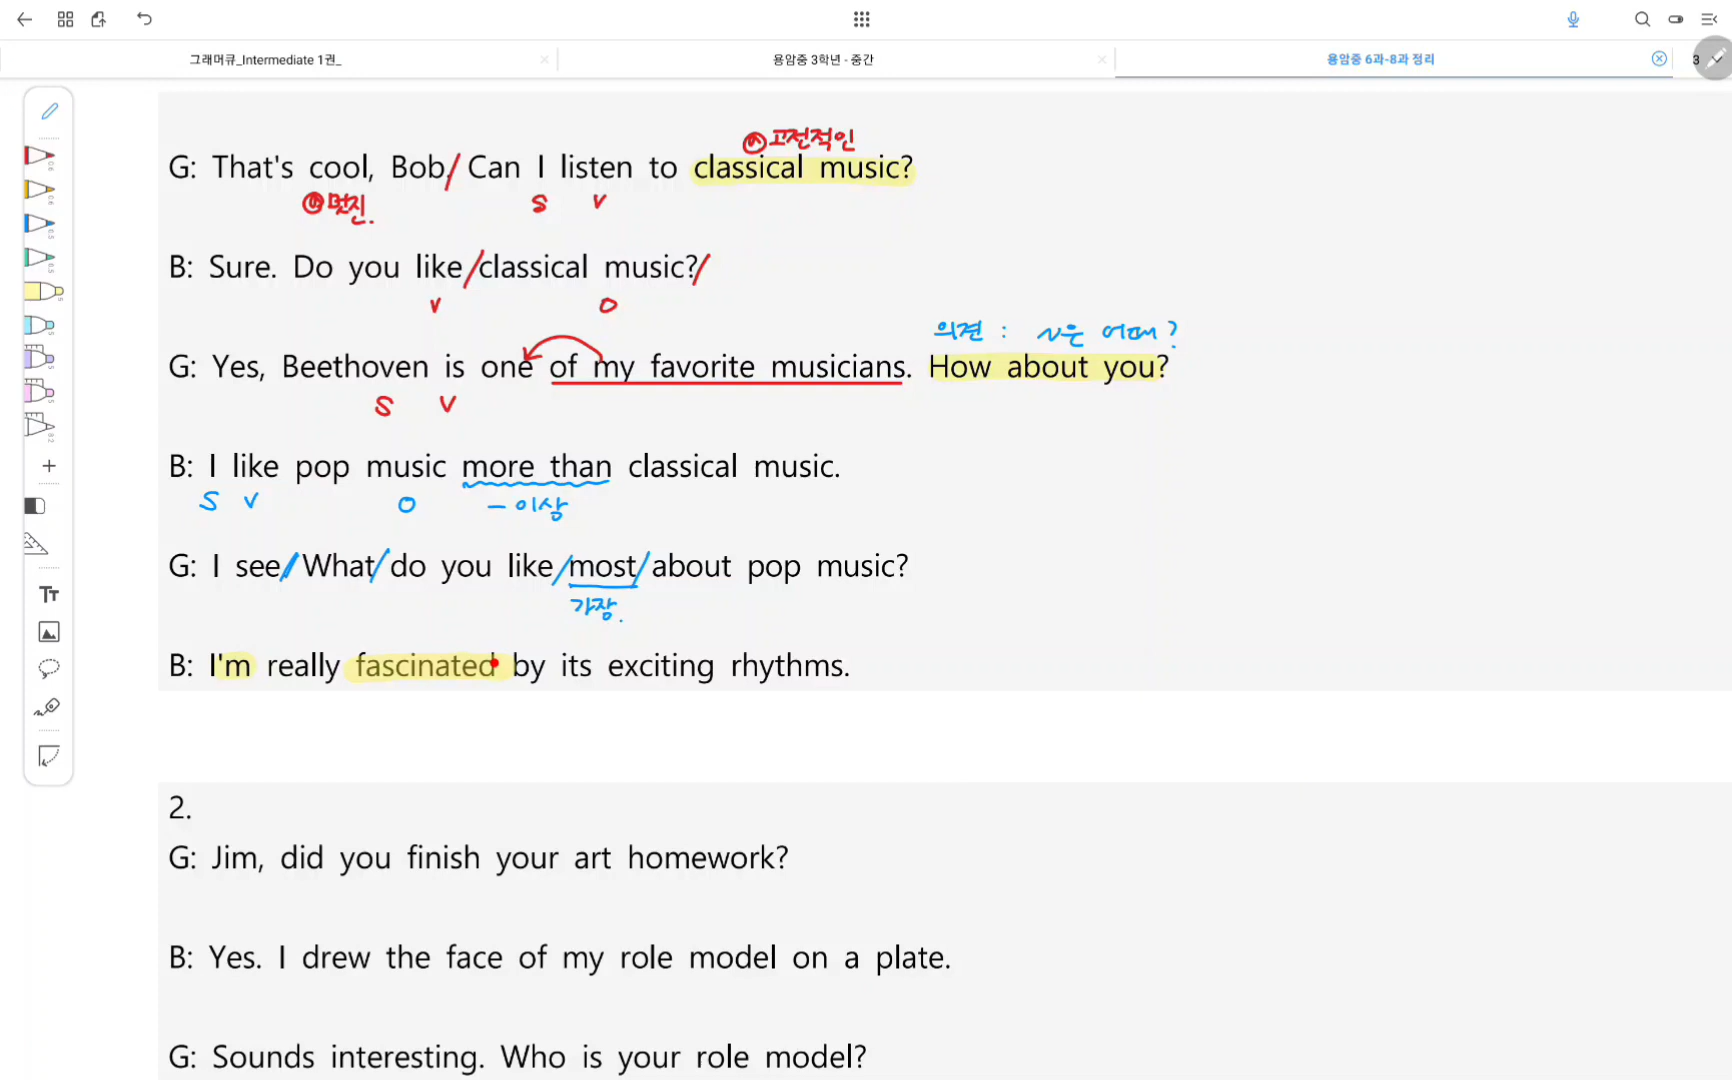 그래머큐_Intermediate 1권_
용암중 3학년 - 중간
용암중 6과-8과 정리
3
고전적인
G: That's cool, Bob. Can I listen to classical music?
멋진.
S V
B: Sure. Do you like classical music?
V O
의견 : 너는 어때?
G: Yes, Beethoven is one of my favorite musicians. How about you?
S V
B: I like pop music more than classical music.
S V O - 이상
G: I see. What do you like most about pop music?
가장.
B: I'm really fascinated by its exciting rhythms.
2.
G: Jim, did you finish your art homework?
B: Yes. I drew the face of my role model on a plate.
G: Sounds interesting. Who is your role model?